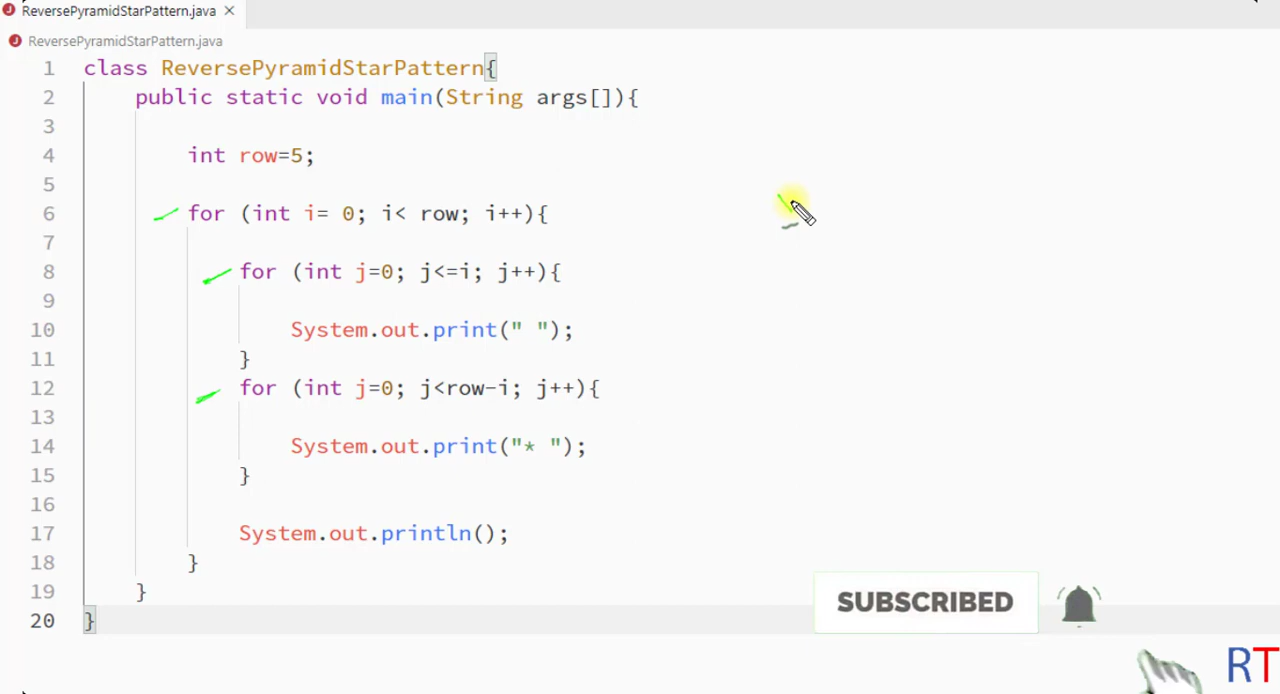 ReversePyramidStarPattern.java ×
ReversePyramidStarPattern.java
1 class ReversePyramidStarPattern{
2 public static void main(String args[]){
3
4 int row=5;
5
6 for (int i= 0; i< row; i++){
7
8 for (int j=0; j<=i; j++){
9
10 System.out.print(" ");
11 }
12 for (int j=0; j<row-i; j++){
13
14 System.out.print("* ");
15 }
16
17 System.out.println();
18 }
19 }
20 }
SUBSCRIBED
RT